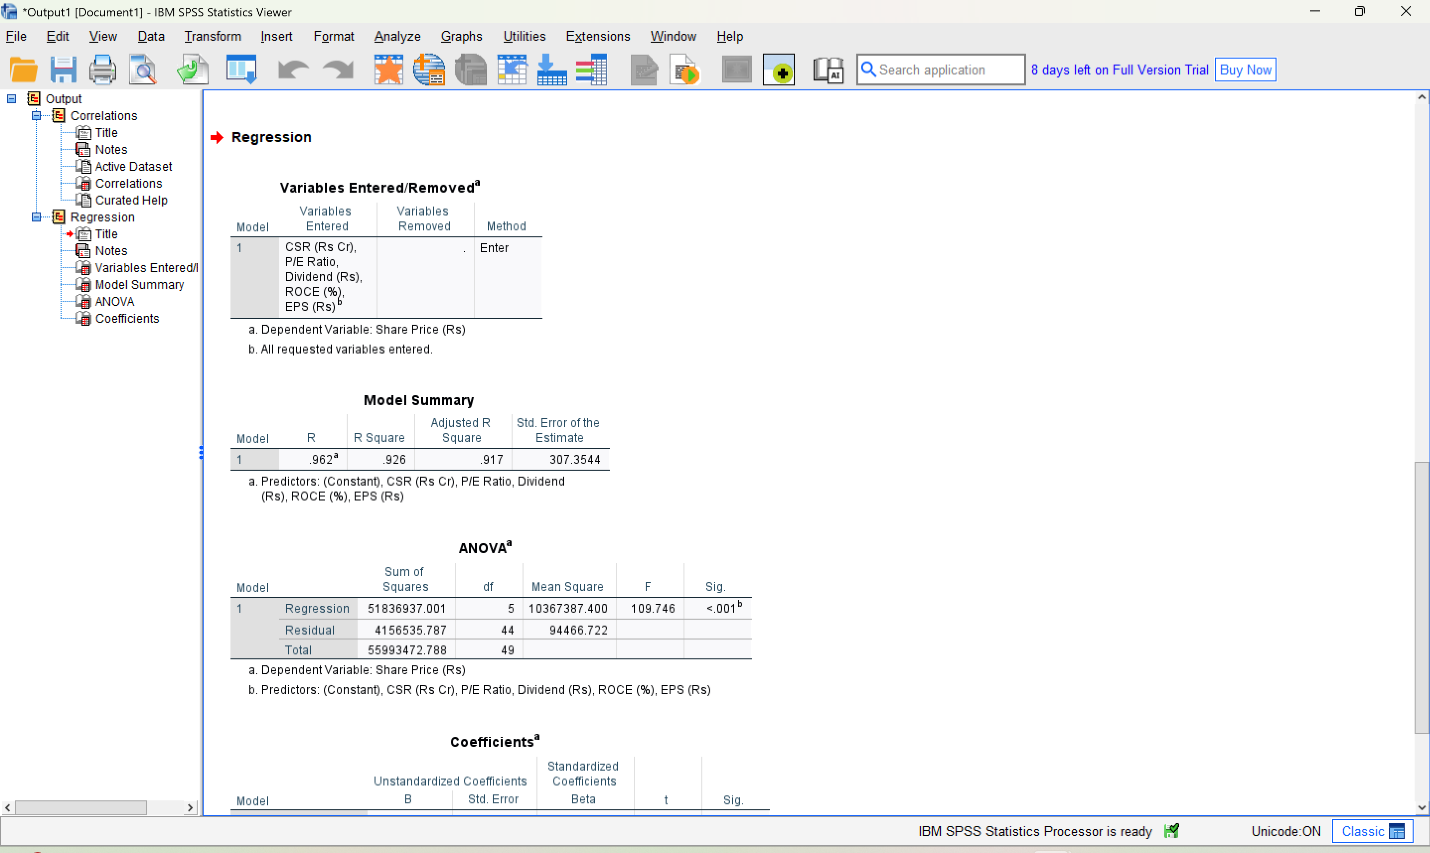 *Output1 [Document1] - IBM SPSS Statistics Viewer
File Edit View Data Transform Insert Format Analyze Graphs Utilities Extensions Window Help
AI Search application 8 days left on Full Version Trial Buy Now
Output
Correlations
Title
Notes
Active Dataset
Correlations
Curated Help
Regression
Title
Notes
Variables Entered/
Model Summary
ANOVA
Coefficients
Regression
Variables Entered/Removedᵃ
Model Variables Entered Variables Removed Method
1 CSR (Rs Cr), . Enter
P/E Ratio,
Dividend (Rs),
ROCE (%),
EPS (Rs)ᵇ
a. Dependent Variable: Share Price (Rs)
b. All requested variables entered.
Model Summary
Model R R Square Adjusted R Square Std. Error of the Estimate
1 .962ᵃ .926 .917 307.3544
a. Predictors: (Constant), CSR (Rs Cr), P/E Ratio, Dividend
(Rs), ROCE (%), EPS (Rs)
ANOVAᵃ
Model Sum of Squares df Mean Square F Sig.
1 Regression 51836937.001 5 10367387.400 109.746 <.001ᵇ
Residual 4156535.787 44 94466.722
Total 55993472.788 49
a. Dependent Variable: Share Price (Rs)
b. Predictors: (Constant), CSR (Rs Cr), P/E Ratio, Dividend (Rs), ROCE (%), EPS (Rs)
Coefficientsᵃ
Unstandardized Coefficients Standardized Coefficients
Model B Std. Error Beta t Sig.
IBM SPSS Statistics Processor is ready Unicode:ON Classic